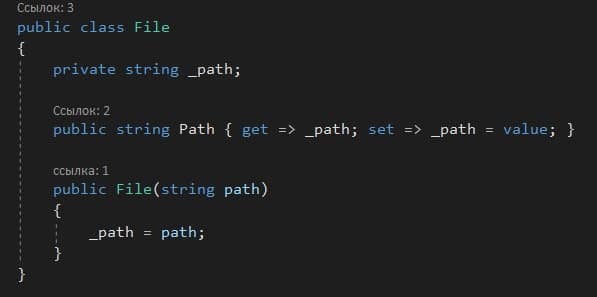 Ссылок: 3
public class File
{
private string _path;
Ссылок: 2
public string Path { get => _path; set => _path = value; }
ссылка: 1
public File(string path)
{
_path = path;
}
}